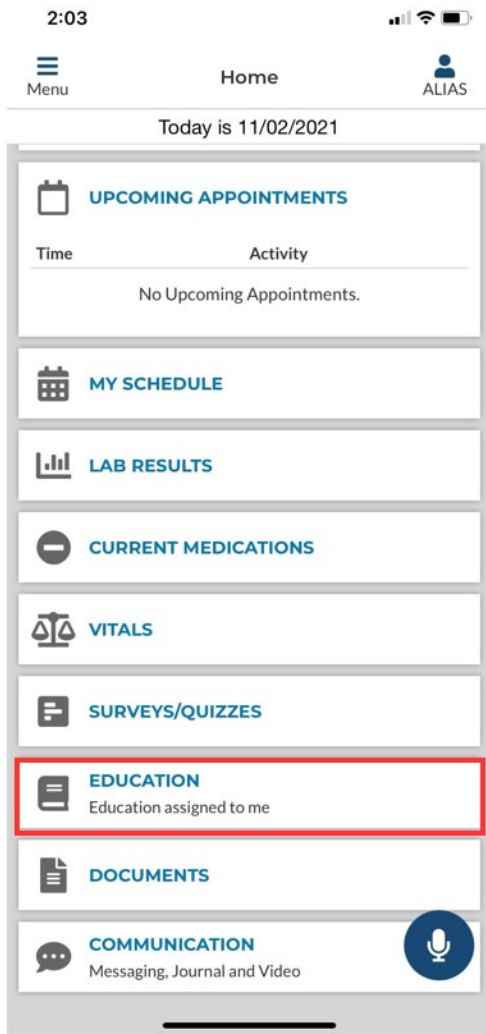 2:03
Menu
Home
ALIAS
Today is 11/02/2021
UPCOMING APPOINTMENTS
Time Activity
No Upcoming Appointments.
MY SCHEDULE
LAB RESULTS
CURRENT MEDICATIONS
VITALS
SURVEYS/QUIZZES
EDUCATION
Education assigned to me
DOCUMENTS
COMMUNICATION
Messaging, Journal and Video